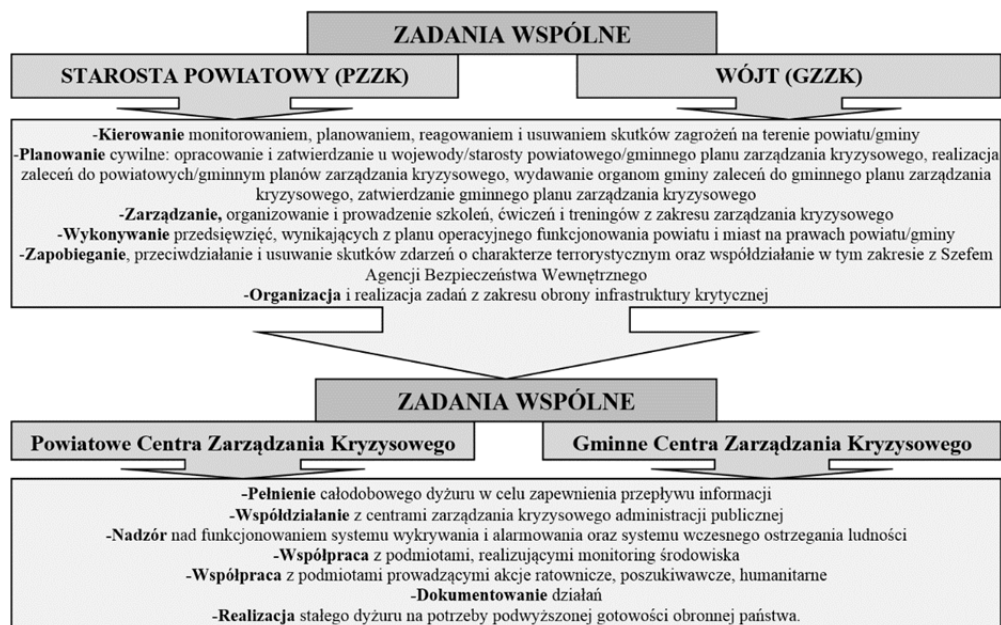 ZADANIA WSPÓLNE
STAROSTA POWIATOWY (PZZK)
WÓJT (GZZK)
-Kierowanie monitorowaniem, planowaniem, reagowaniem i usuwaniem skutków zagrożeń na terenie powiatu/gminy
-Planowanie cywilne: opracowanie i zatwierdzanie u wojewody/starosty powiatowego/gminnego planu zarządzania kryzysowego, realizacja
zaleceń do powiatowych/gminnym planów zarządzania kryzysowego, wydawanie organom gminy zaleceń do gminnego planu zarządzania
kryzysowego, zatwierdzanie gminnego planu zarządzania kryzysowego
-Zarządzanie, organizowanie i prowadzenie szkoleń, ćwiczeń i treningów z zakresu zarządzania kryzysowego
-Wykonywanie przedsięwzięć, wynikających z planu operacyjnego funkcjonowania powiatu i miast na prawach powiatu/gminy
-Zapobieganie, przeciwdziałanie i usuwanie skutków zdarzeń o charakterze terrorystycznym oraz współdziałanie w tym zakresie z Szefem
Agencji Bezpieczeństwa Wewnętrznego
-Organizacja i realizacja zadań z zakresu obrony infrastruktury krytycznej
ZADANIA WSPÓLNE
Powiatowe Centra Zarządzania Kryzysowego
Gminne Centra Zarządzania Kryzysowego
-Pełnienie całodobowego dyżuru w celu zapewnienia przepływu informacji
-Współdziałanie z centrami zarządzania kryzysowego administracji publicznej
-Nadzór nad funkcjonowaniem systemu wykrywania i alarmowania oraz systemu wczesnego ostrzegania ludności
-Współpraca z podmiotami, realizującymi monitoring środowiska
-Współpraca z podmiotami prowadzącymi akcje ratownicze, poszukiwawcze, humanitarne
-Dokumentowanie działań
-Realizacja stałego dyżuru na potrzeby podwyższonej gotowości obronnej państwa.